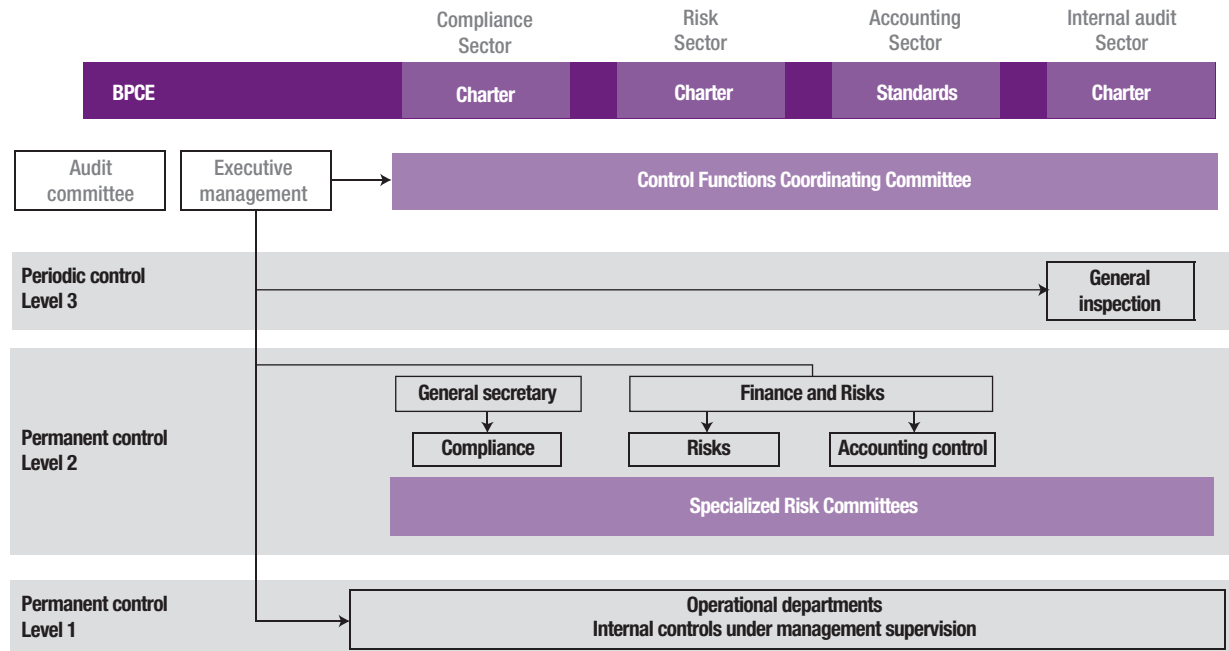 Compliance
Sector
Risk
Sector
Accounting
Sector
Internal audit
Sector
BPCE
Charter
Charter
Standards
Charter
Audit
committee
Executive
management
Control Functions Coordinating Committee
Periodic control
Level 3
General
inspection
Permanent control
Level 2
General secretary
Finance and Risks
Compliance
Risks
Accounting control
Specialized Risk Committees
Permanent control
Level 1
Operational departments
Internal controls under management supervision